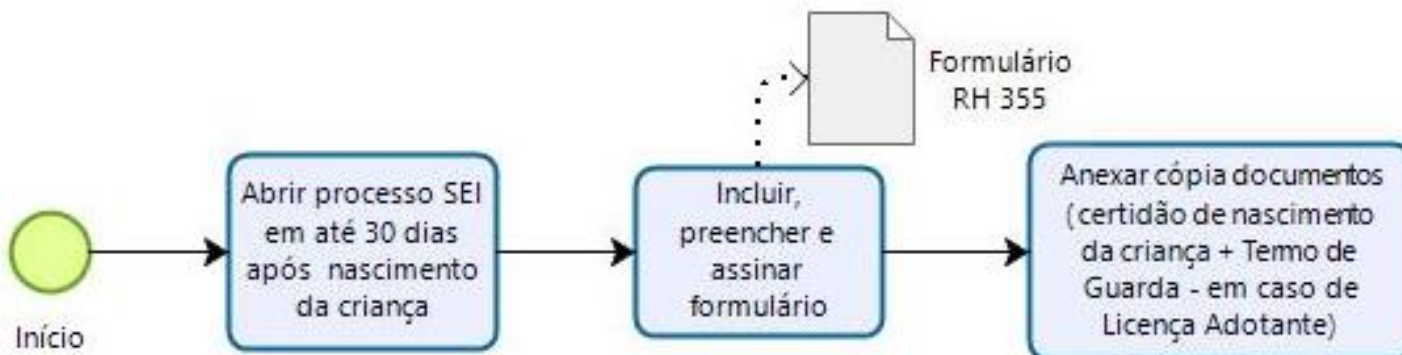 Início
Abrir processo SEI
em até 30 dias
após nascimento
da criança
Incluir,
preencher e
assinar
formulário
Formulário
RH 355
Anexar cópia documentos
(certidão de nascimento
da criança + Termo de
Guarda - em caso de
Licença Adotante)